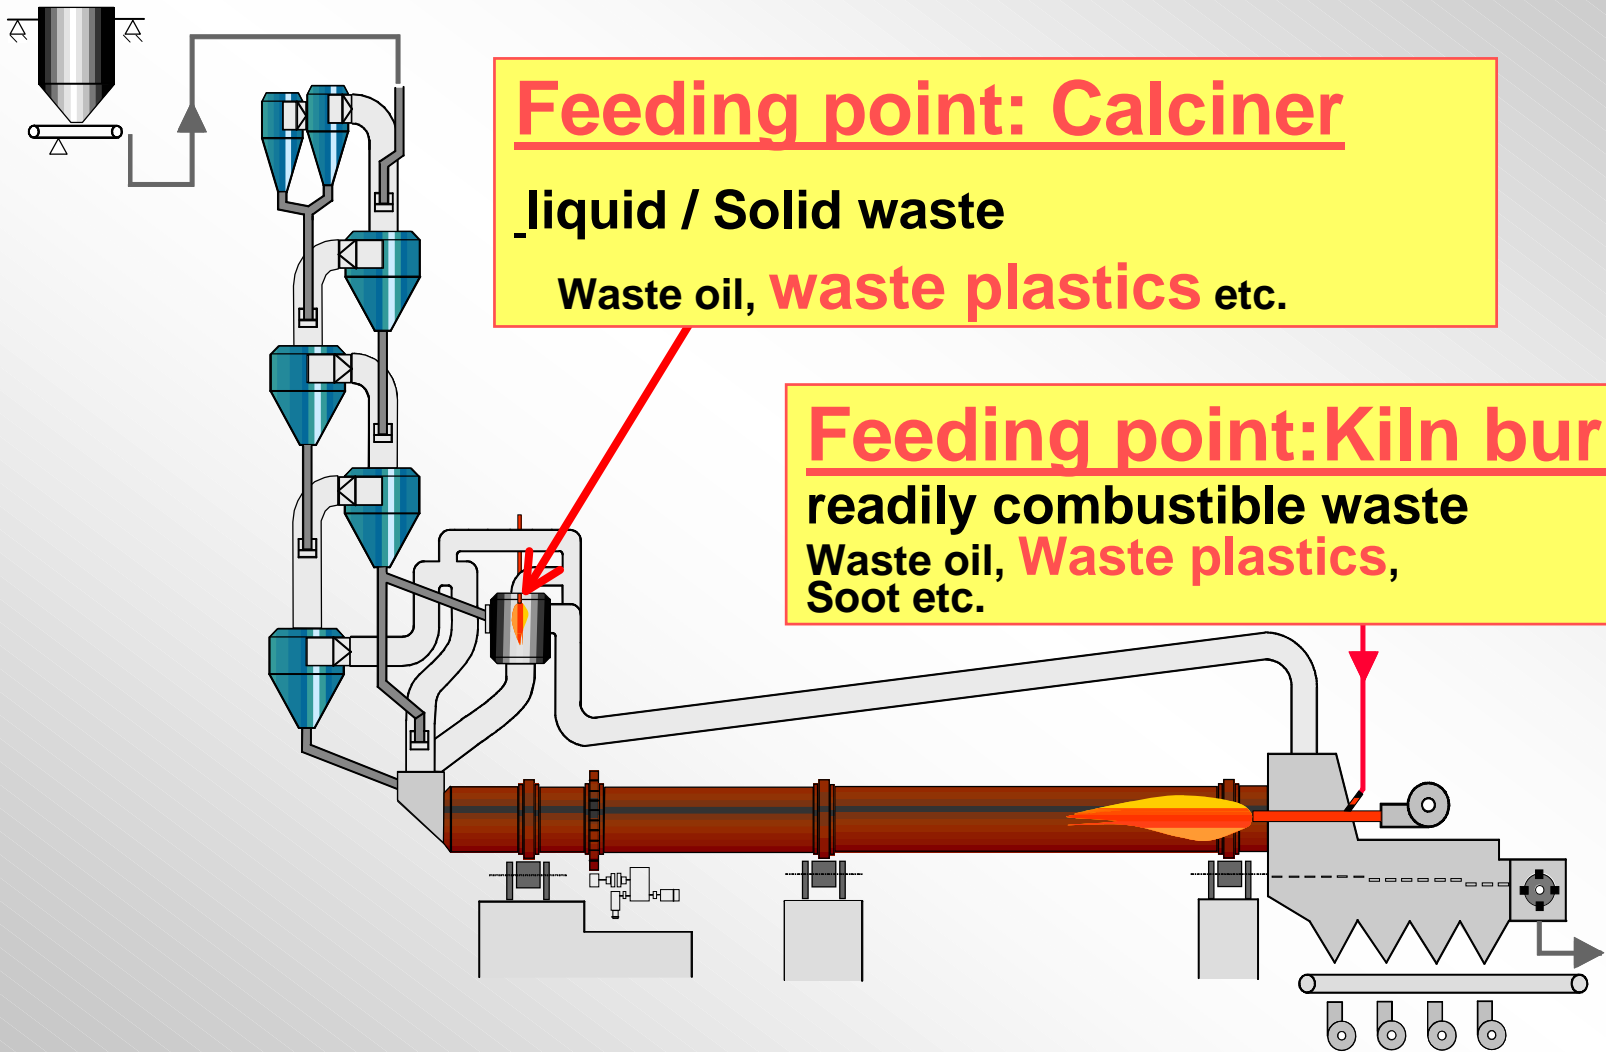 Feeding point: Calciner
liquid / Solid waste
Waste oil, waste plastics etc.
Feeding point:Kiln bur
readily combustible waste
Waste oil, Waste plastics,
Soot etc.